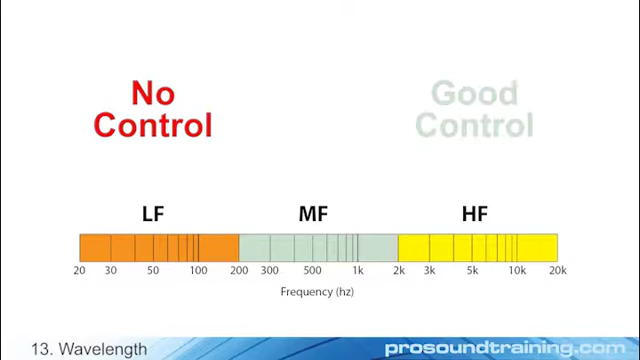 No
Control
Good
Control
LF MF HF
20 30 50 100 200 300 500 1k 2k 3k 5k 10k 20k
Frequency (hz)
13. Wavelength
prosoundtraining.com